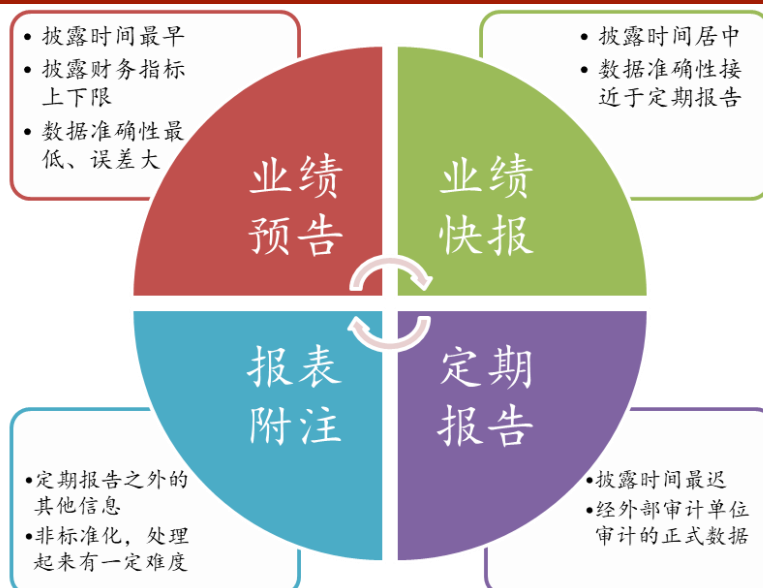 • 披露时间最早
• 披露财务指标
上下限
• 数据准确性最
低、误差大
• 披露时间居中
• 数据准确性接
近于定期报告
业绩
预告
业绩
快报
报表
附注
定期
报告
•定期报告之外的
其他信息
•非标准化，处理
起来有一定难度
•披露时间最迟
•经外部审计单位
审计的正式数据